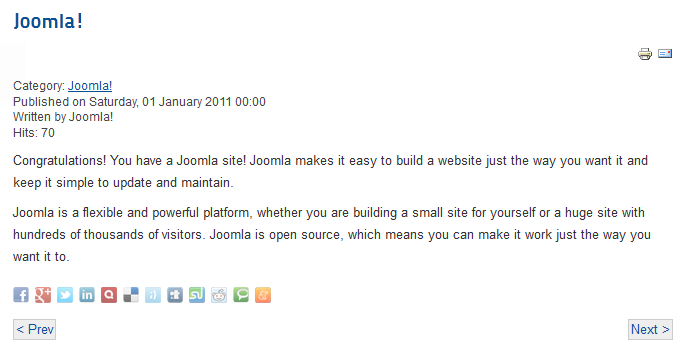 Joomla!
Category: Joomla!
Published on Saturday, 01 January 2011 00:00
Written by Joomla!
Hits: 70
Congratulations! You have a Joomla site! Joomla makes it easy to build a website just the way you want it and
keep it simple to update and maintain.
Joomla is a flexible and powerful platform, whether you are building a small site for yourself or a huge site with
hundreds of thousands of visitors. Joomla is open source, which means you can make it work just the way you
want it to.
< Prev
Next >